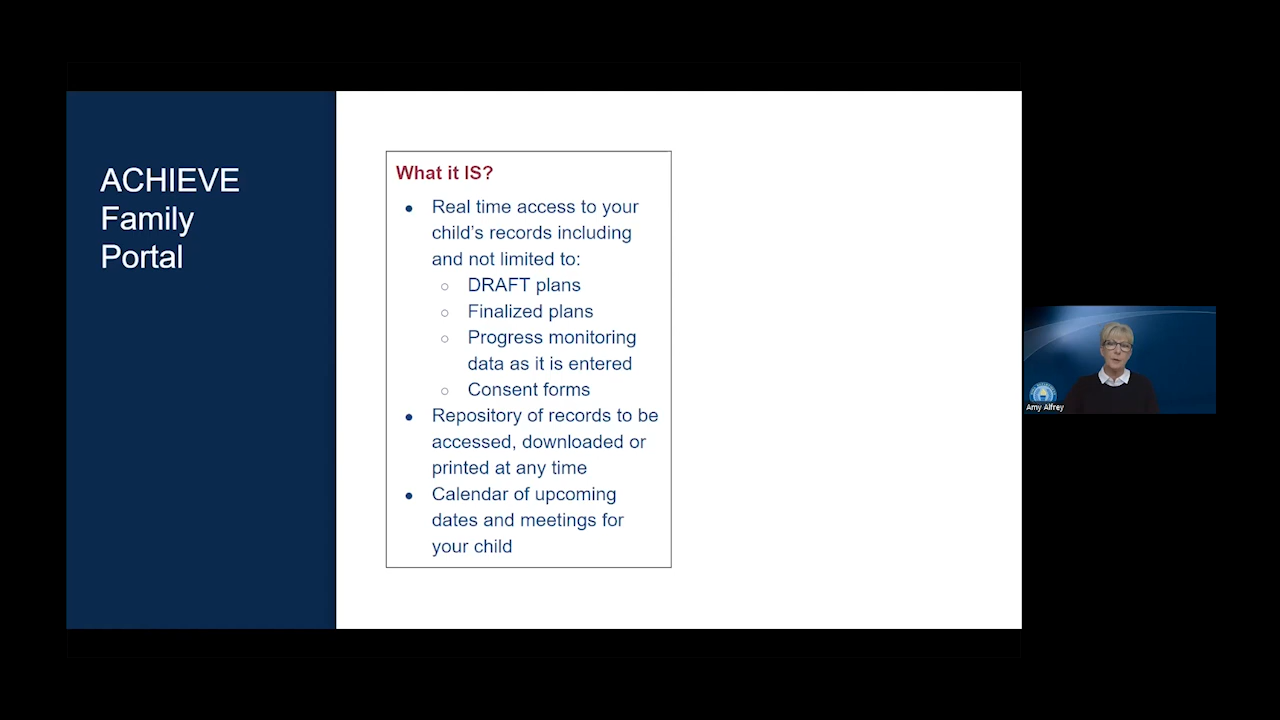 ACHIEVE
Family
Portal
What it IS?
● Real time access to your
child's records including
and not limited to:
○ DRAFT plans
○ Finalized plans
○ Progress monitoring
data as it is entered
○ Consent forms
● Repository of records to be
accessed, downloaded or
printed at any time
● Calendar of upcoming
dates and meetings for
your child
Amy Alfrey